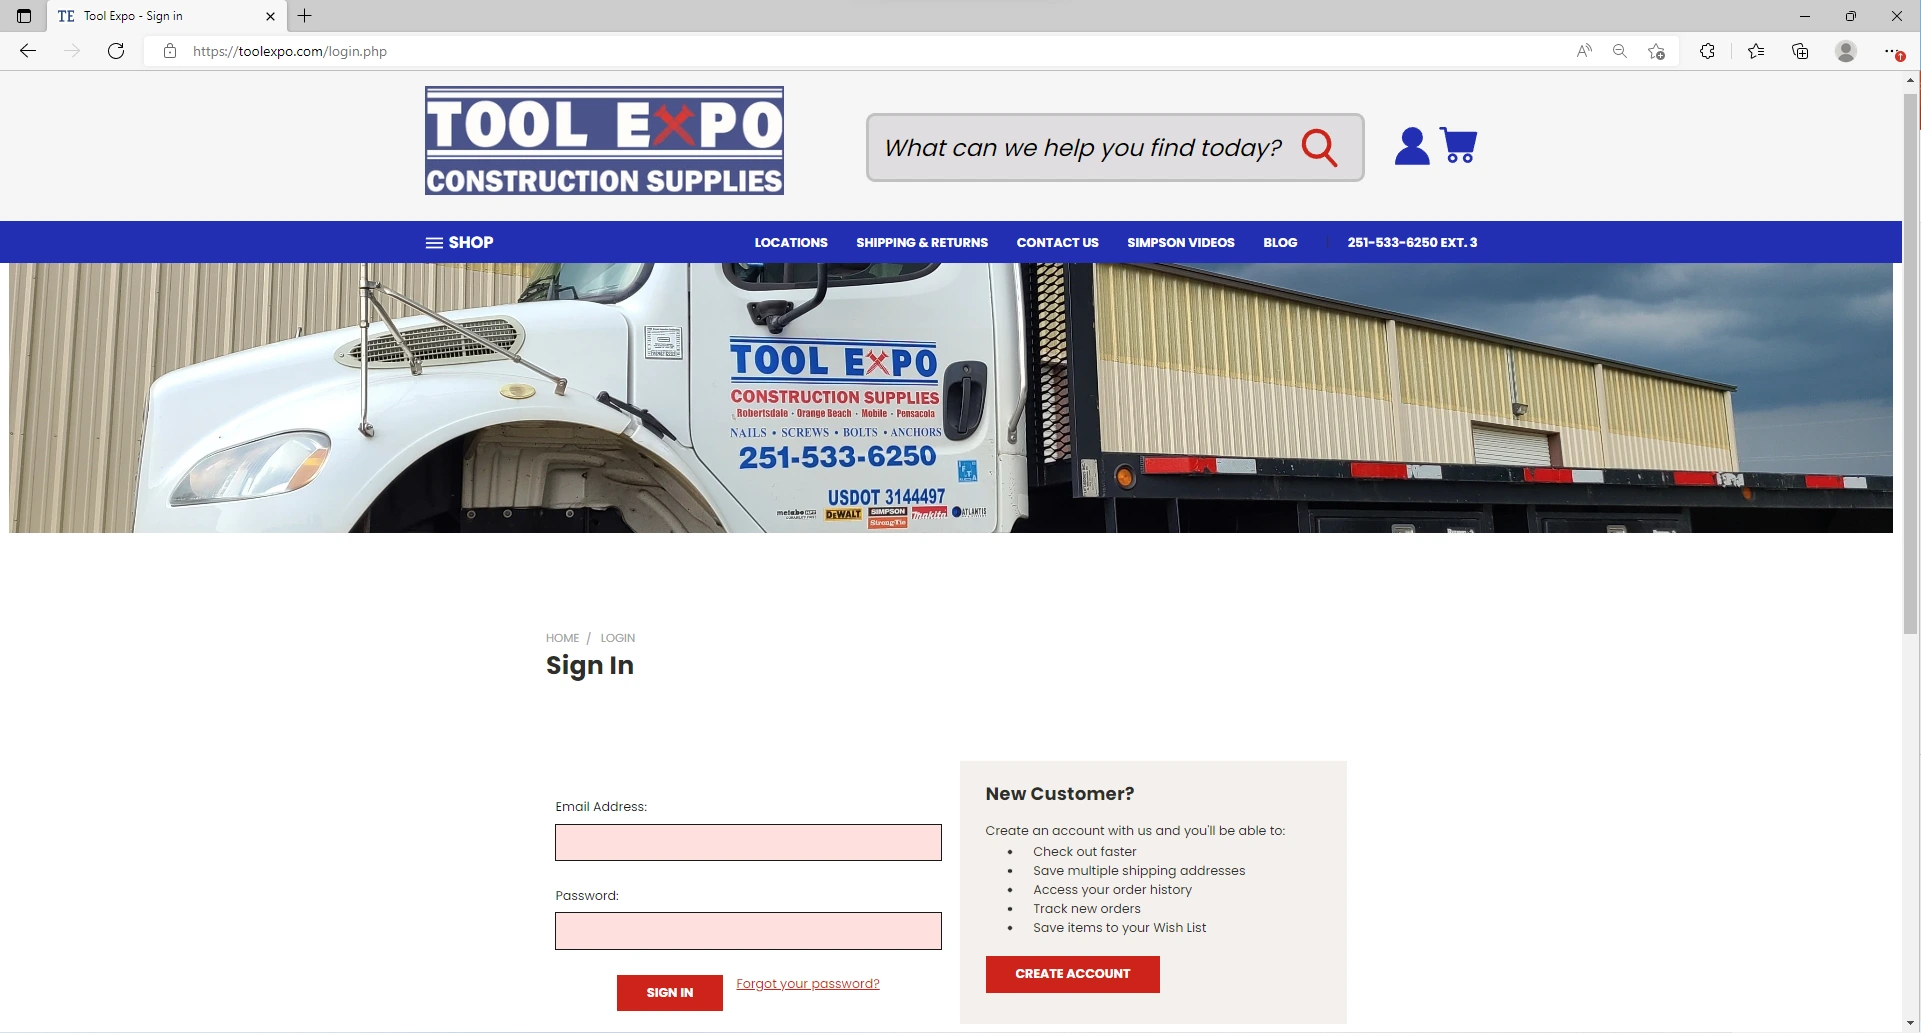 TE Tool Expo - Sign in
https://toolexpo.com/login.php
TOOL EXPO
CONSTRUCTION SUPPLIES
What can we help you find today?
SHOP
LOCATIONS SHIPPING & RETURNS CONTACT US SIMPSON VIDEOS BLOG 251-533-6250 EXT. 3
TOOL EXPO
CONSTRUCTION SUPPLIES
Robertsdale · Orange Beach · Mobile · Pensacola
NAILS • SCREWS • BOLTS • ANCHORS
251-533-6250
USDOT 3144497
metabo HPT DEWALT SIMPSON Strong-Tie Makita ATLANTIS
HOME / LOGIN
Sign In
Email Address:
Password:
SIGN IN Forgot your password?
New Customer?
Create an account with us and you'll be able to:
• Check out faster
• Save multiple shipping addresses
• Access your order history
• Track new orders
• Save items to your Wish List
CREATE ACCOUNT